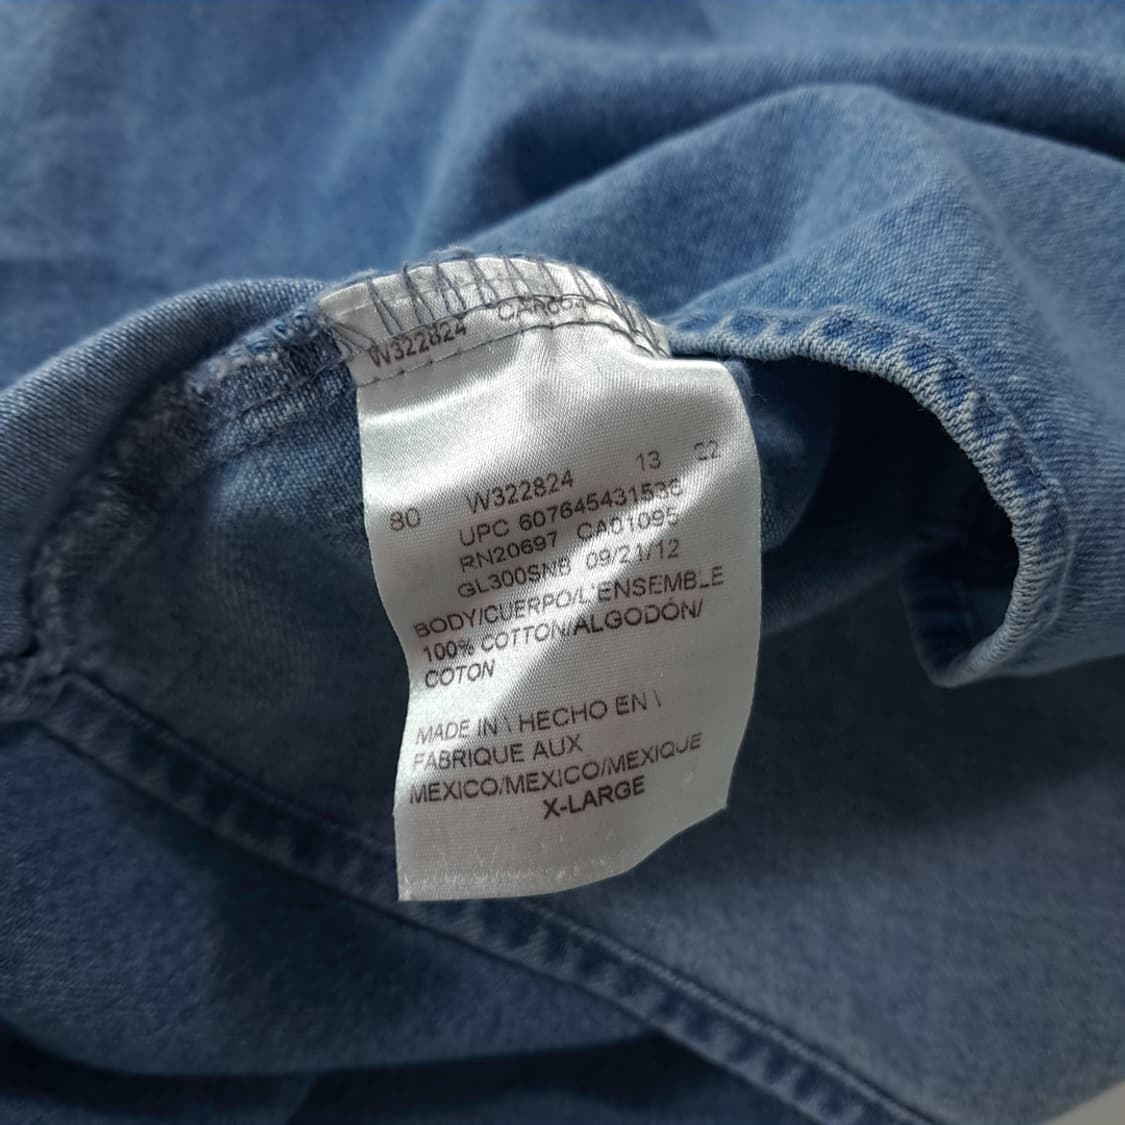 W322824
13 22
80 W322824
UPC 607645431536
RN20697 CA01095
GL300SNB 09/21/12
BODY/CUERPO/L'ENSEMBLE
100% COTTON/ALGODÓN/
COTON
MADE IN \ HECHO EN \
FABRIQUE AUX
MEXICO/MEXICO/MEXIQUE
X-LARGE